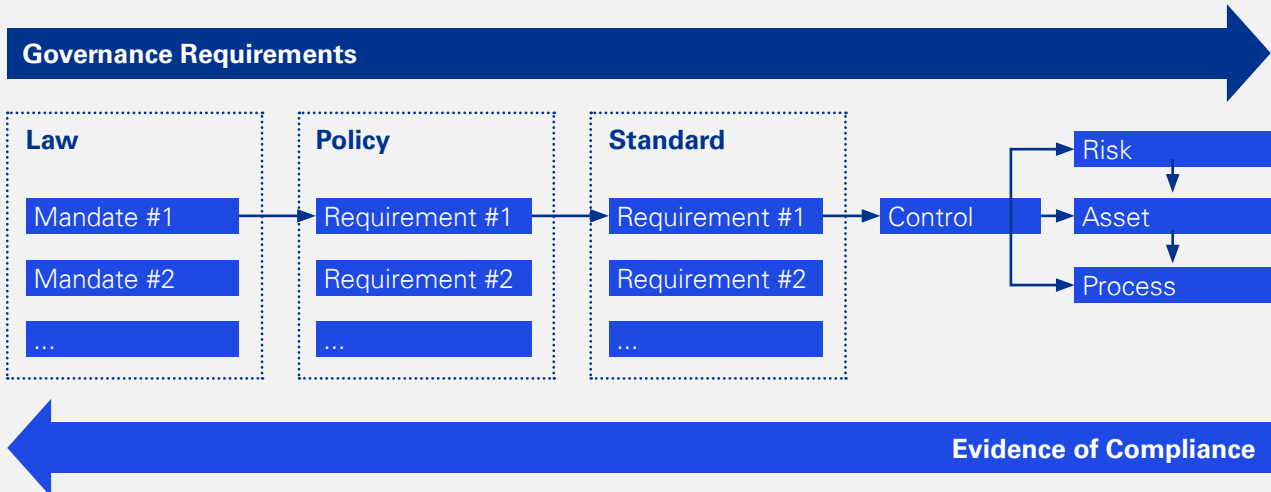 Governance Requirements
Law
Mandate #1
Mandate #2
...
Policy
Requirement #1
Requirement #2
...
Standard
Requirement #1
Requirement #2
...
Control
Risk
Asset
Process
Evidence of Compliance